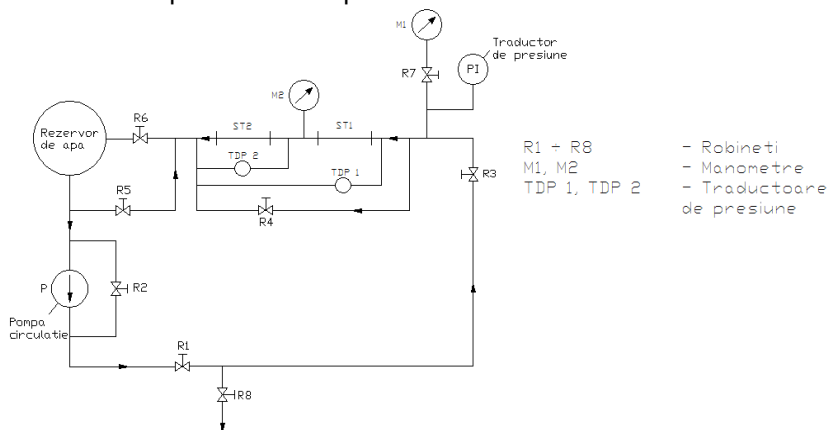 M1
Traductor
de presiune
PI
R7
M2
R6
Rezervor
de apa
ST2
ST1
TDP 2
TDP 1
R3
R5
R4
P
R2
Pompa
circulatie
R1
R8
R1 ÷ R8 - Robineti
M1, M2 - Manometre
TDP 1, TDP 2 - Traductoare
de presiune